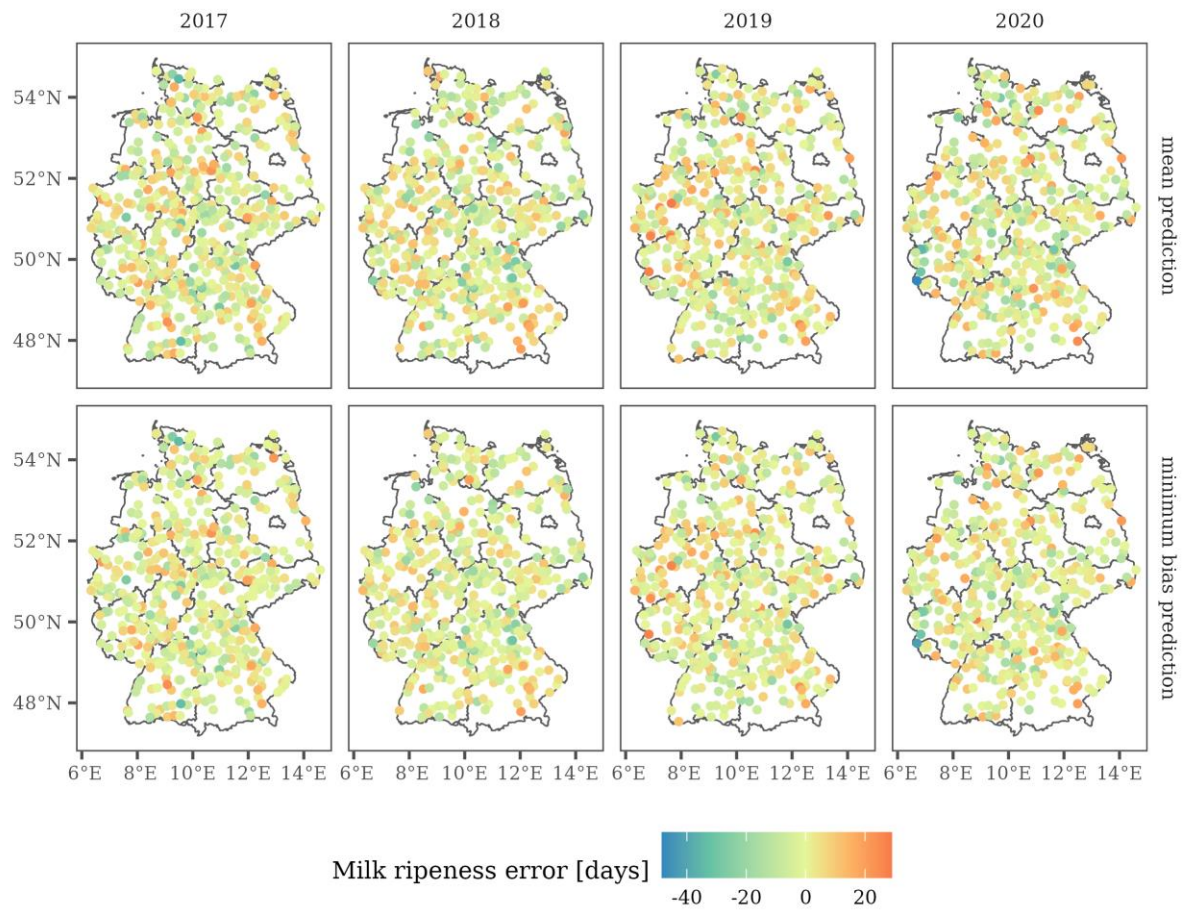 2017 2018 2019 2020
54°N
52°N
50°N
48°N
mean prediction
54°N
52°N
50°N
48°N
minimum bias prediction
6°E 8°E 10°E 12°E 14°E 6°E 8°E 10°E 12°E 14°E 6°E 8°E 10°E 12°E 14°E 6°E 8°E 10°E 12°E 14°E
Milk ripeness error [days]
-40 -20 0 20